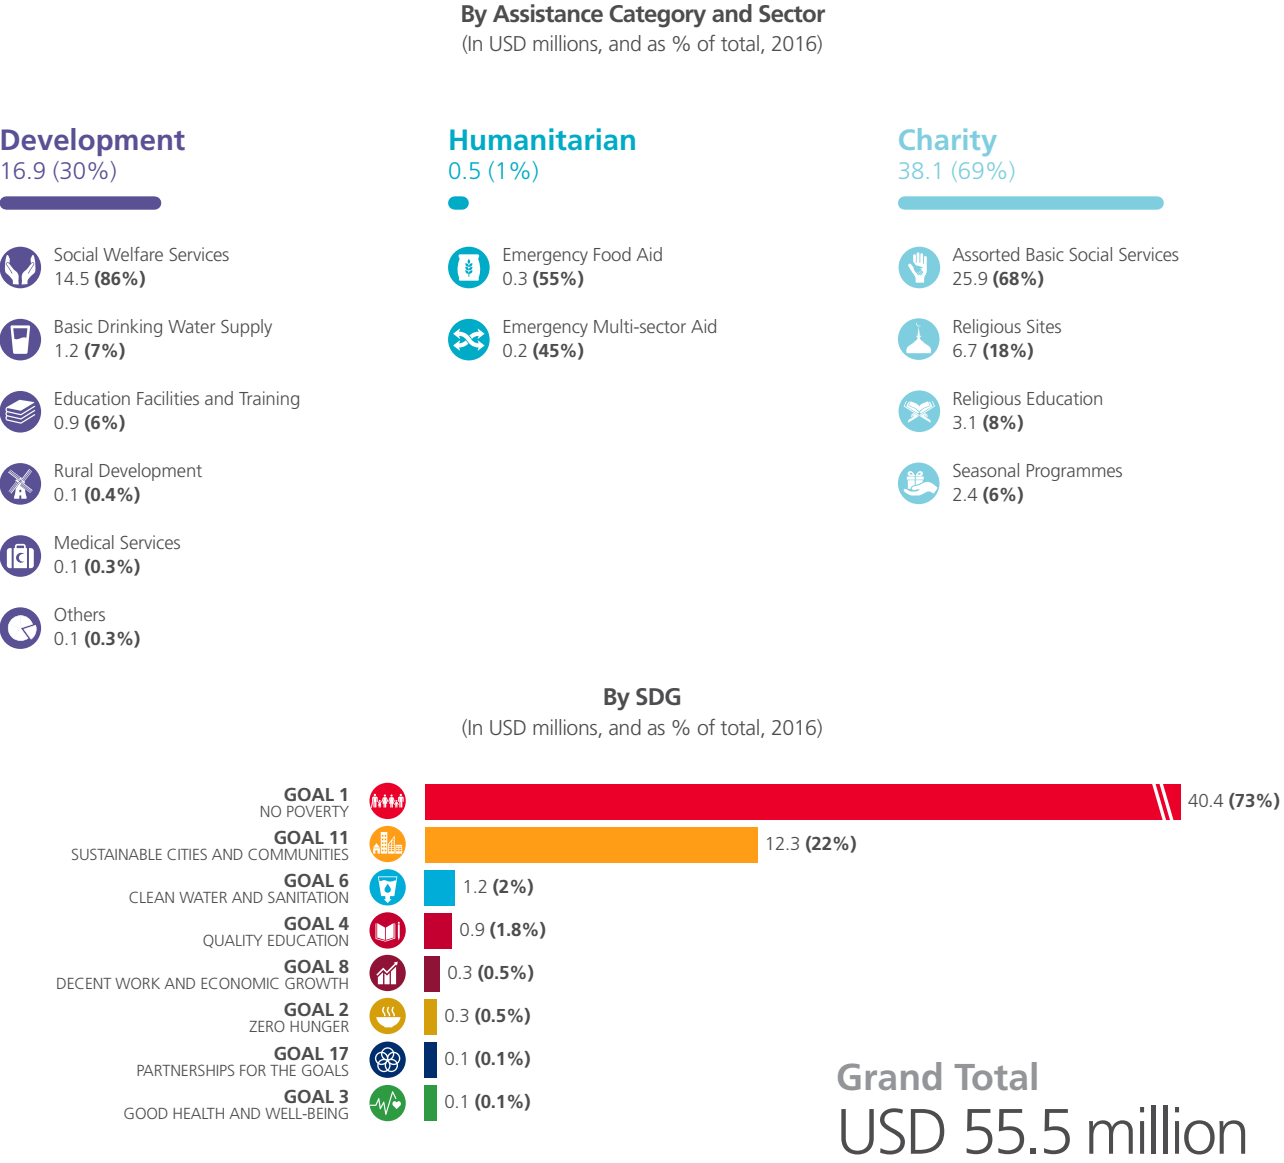 By Assistance Category and Sector
(In USD millions, and as % of total, 2016)
Development
16.9 (30%)
Social Welfare Services
14.5 (86%)
Basic Drinking Water Supply
1.2 (7%)
Education Facilities and Training
0.9 (6%)
Rural Development
0.1 (0.4%)
Medical Services
0.1 (0.3%)
Others
0.1 (0.3%)
Humanitarian
0.5 (1%)
Emergency Food Aid
0.3 (55%)
Emergency Multi-sector Aid
0.2 (45%)
Charity
38.1 (69%)
Assorted Basic Social Services
25.9 (68%)
Religious Sites
6.7 (18%)
Religious Education
3.1 (8%)
Seasonal Programmes
2.4 (6%)
By SDG
(In USD millions, and as % of total, 2016)
GOAL 1
NO POVERTY
40.4 (73%)
GOAL 11
SUSTAINABLE CITIES AND COMMUNITIES
12.3 (22%)
GOAL 6
CLEAN WATER AND SANITATION
1.2 (2%)
GOAL 4
QUALITY EDUCATION
0.9 (1.8%)
GOAL 8
DECENT WORK AND ECONOMIC GROWTH
0.3 (0.5%)
GOAL 2
ZERO HUNGER
0.3 (0.5%)
GOAL 17
PARTNERSHIPS FOR THE GOALS
0.1 (0.1%)
GOAL 3
GOOD HEALTH AND WELL-BEING
0.1 (0.1%)
Grand Total
USD 55.5 million